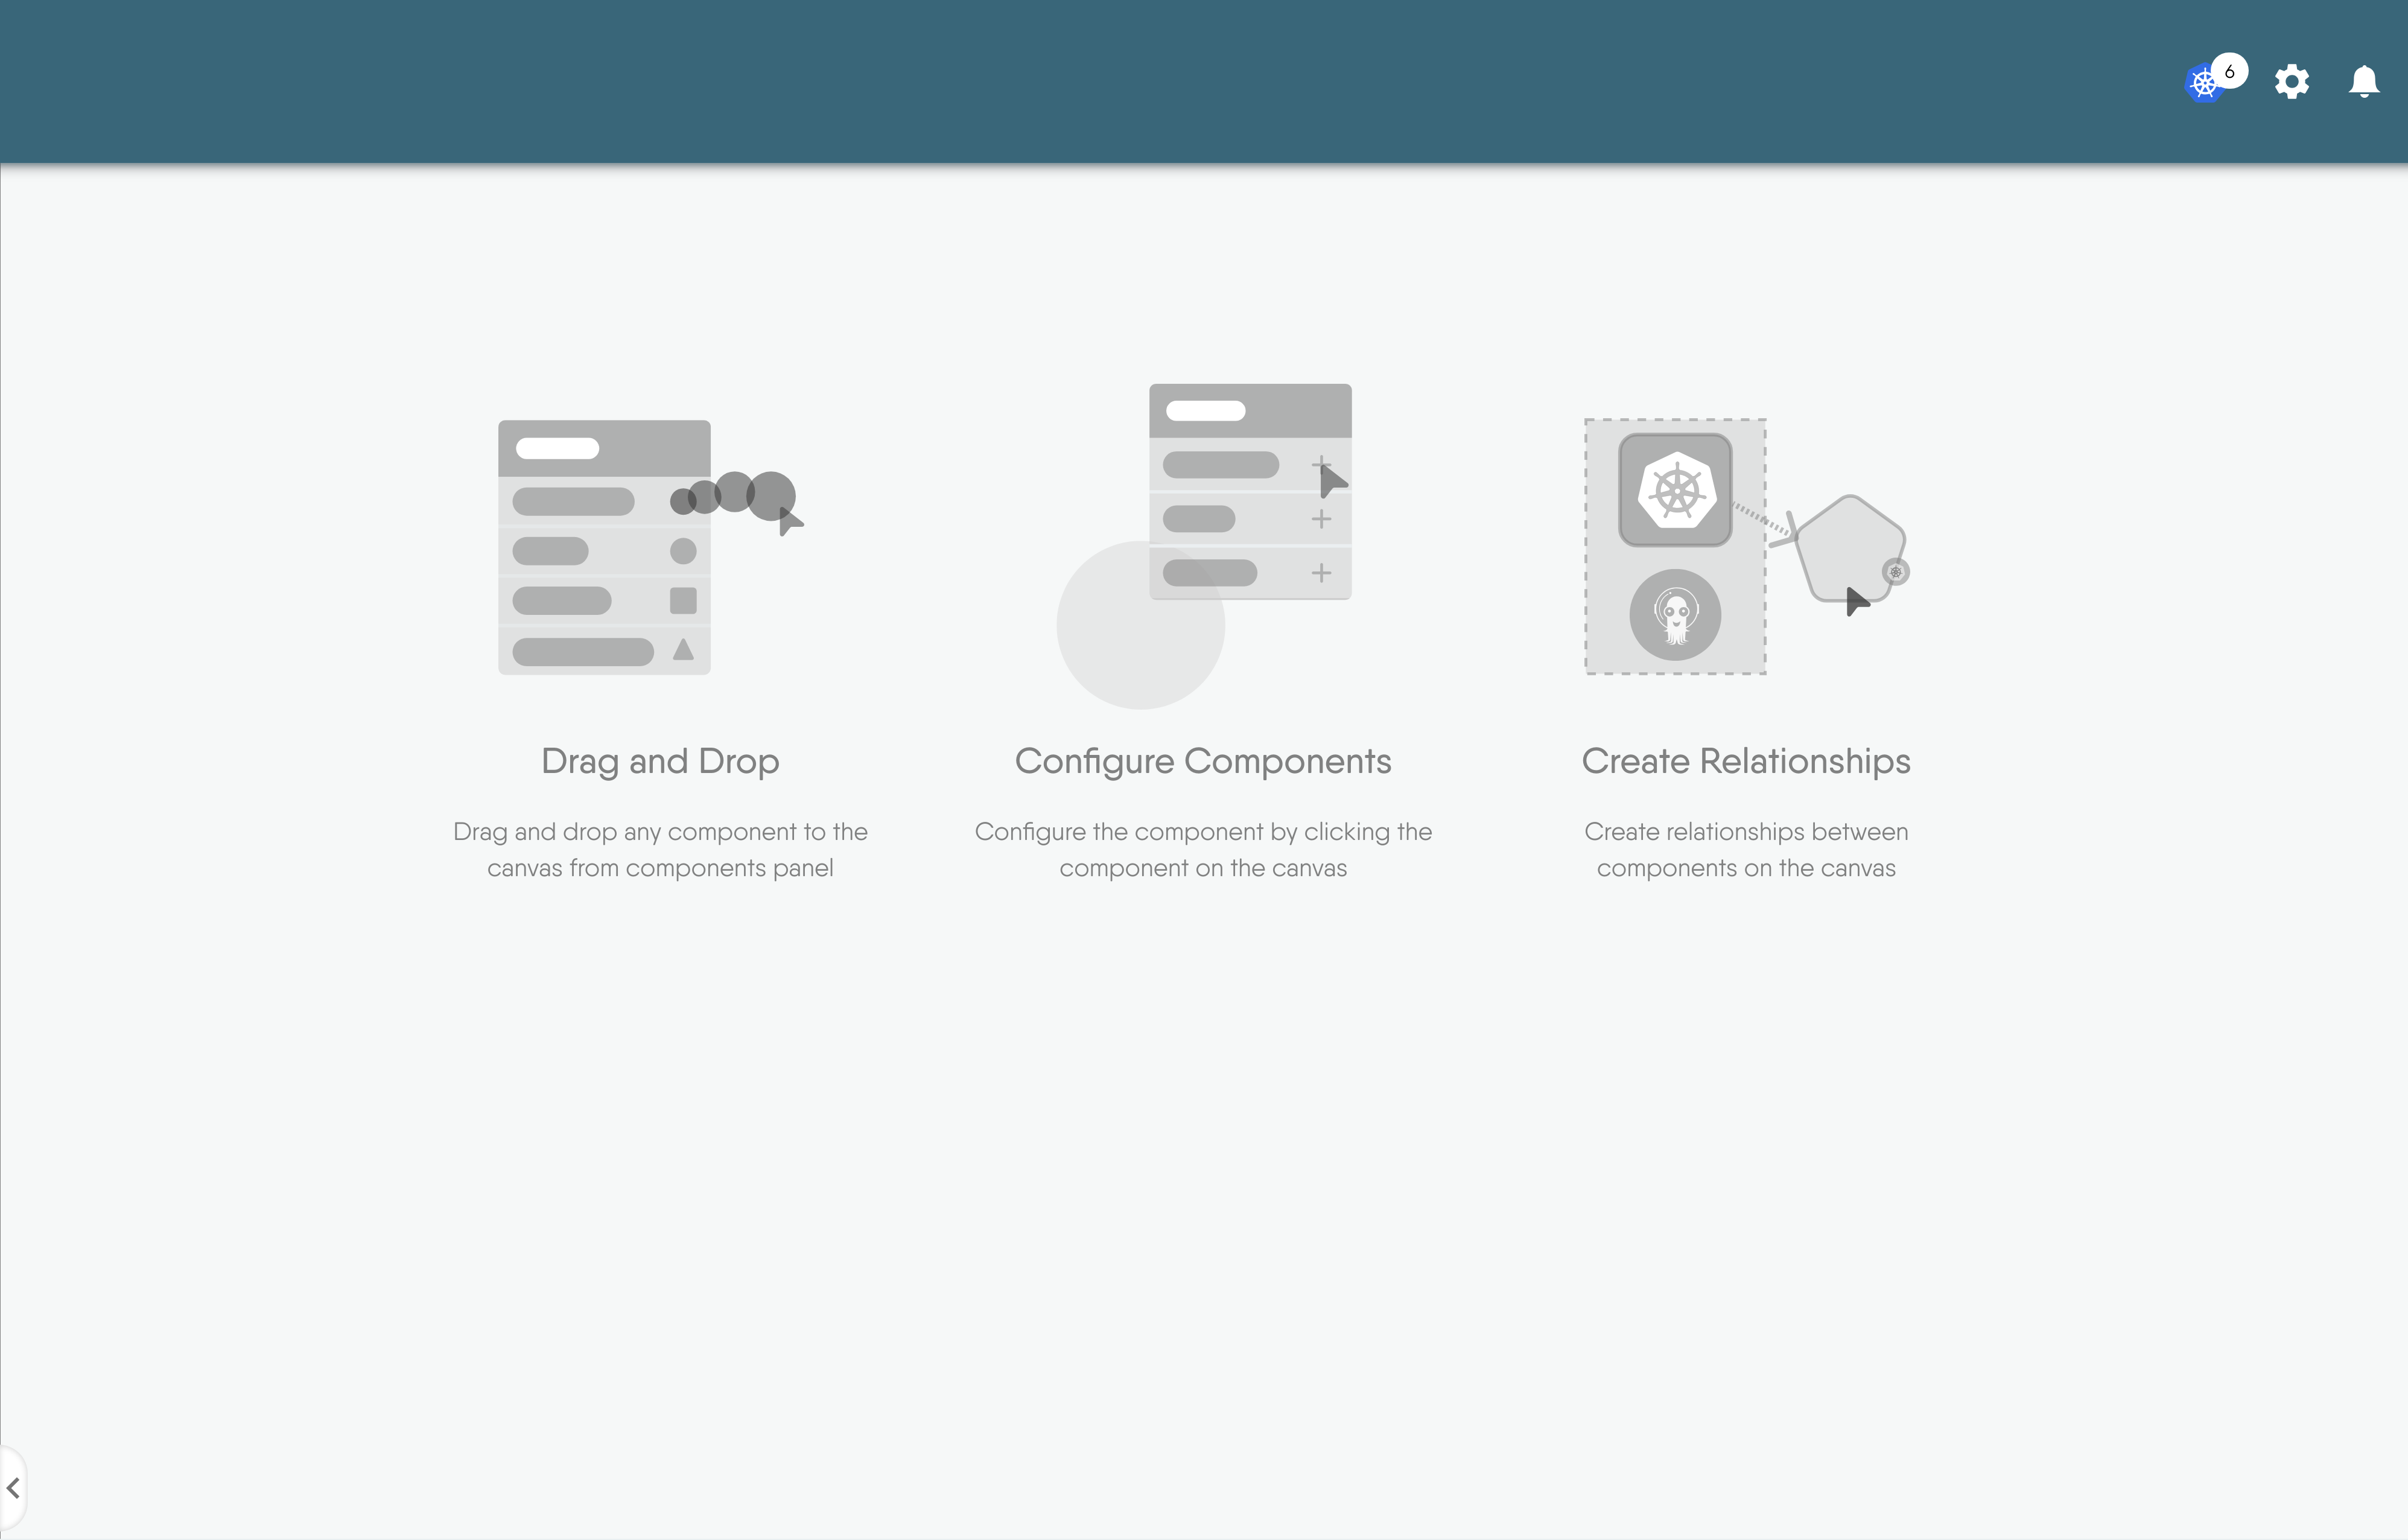 6
Drag and Drop
Drag and drop any component to the
canvas from components panel
Configure Components
Configure the component by clicking the
component on the canvas
Create Relationships
Create relationships between
components on the canvas